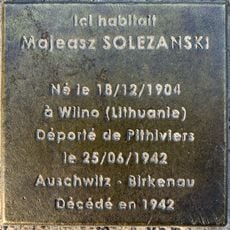 Ici habitait
Majeasz SOLEZANSKI
Né le 18/12/1904
à Wilno (Lithuanie)
Déporté de Pithiviers
le 25/06/1942
Auschwitz - Birkenau
Décédé en 1942